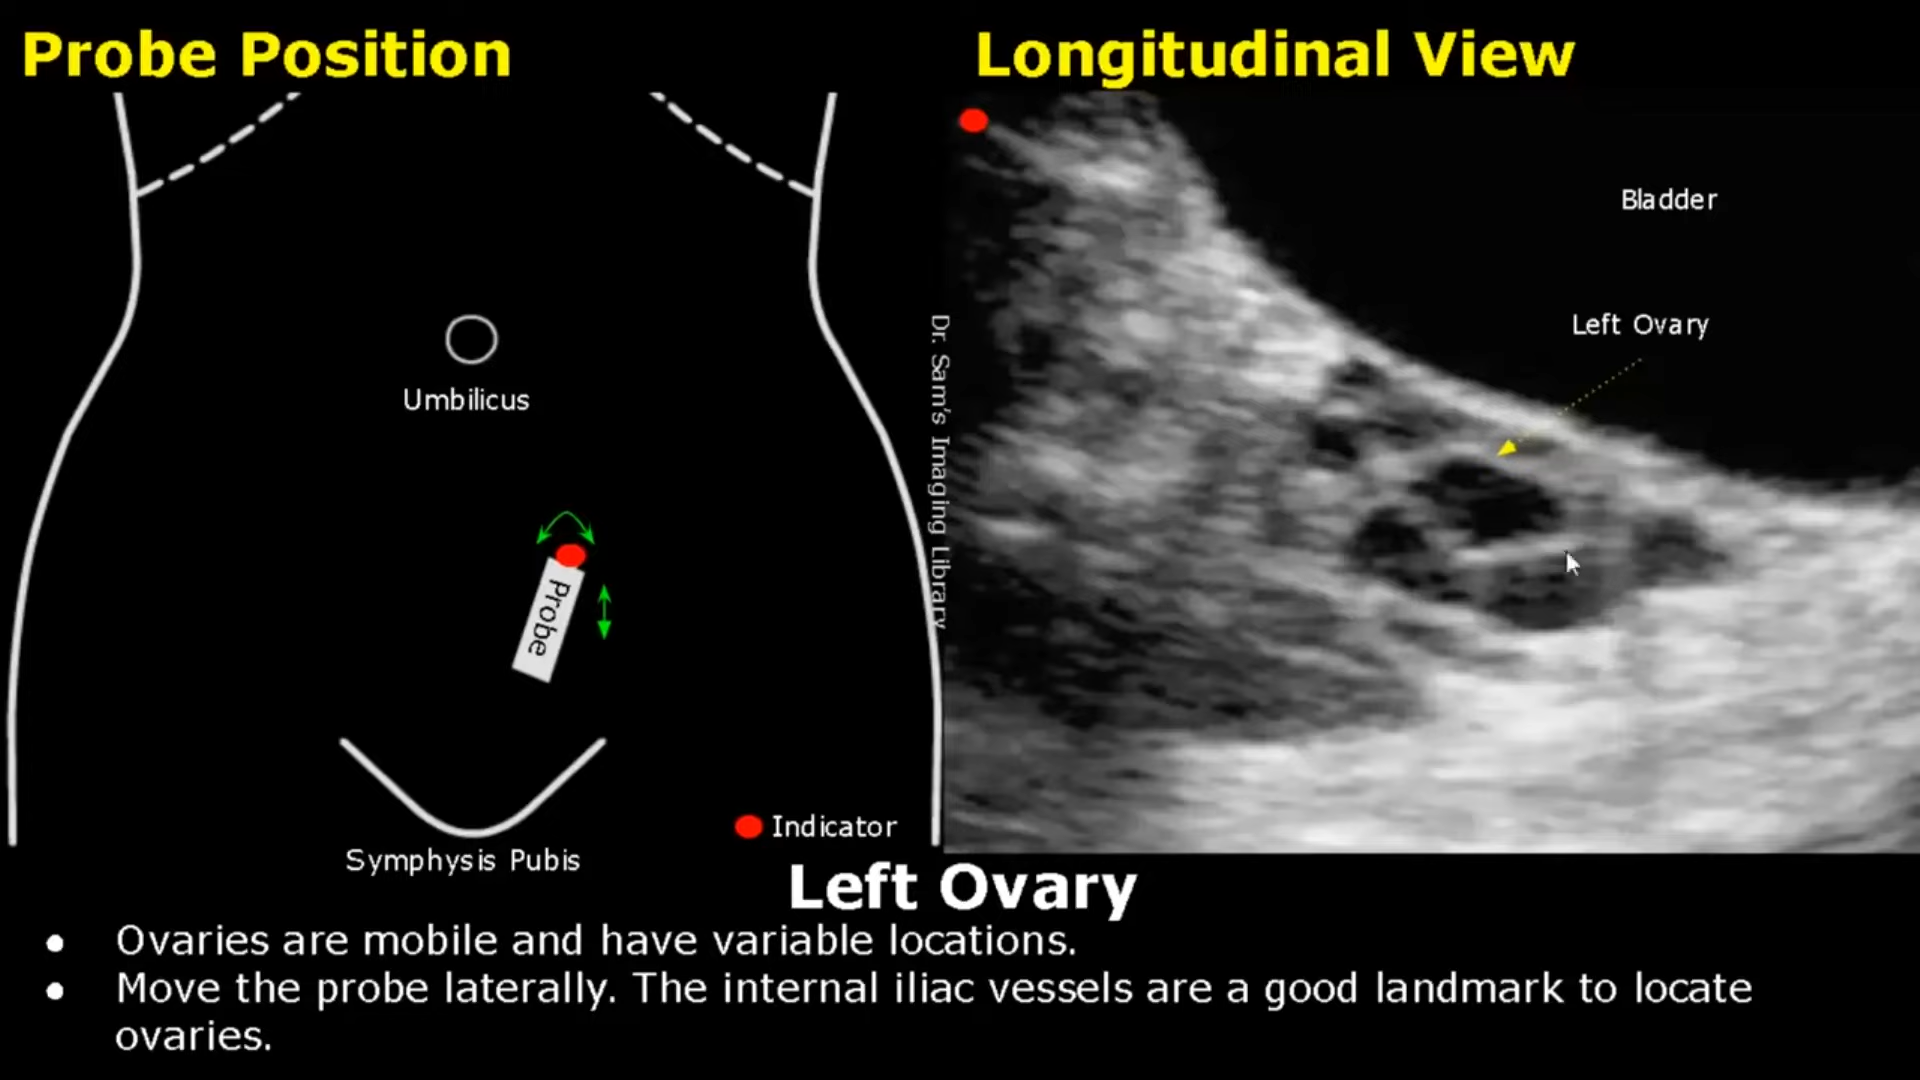 Probe Position
Longitudinal View
Bladder
Left Ovary
Umbilicus
Dr. Sam's Imaging Library
Probe
Indicator
Symphysis Pubis
Left Ovary
• Ovaries are mobile and have variable locations.
• Move the probe laterally. The internal iliac vessels are a good landmark to locate
ovaries.